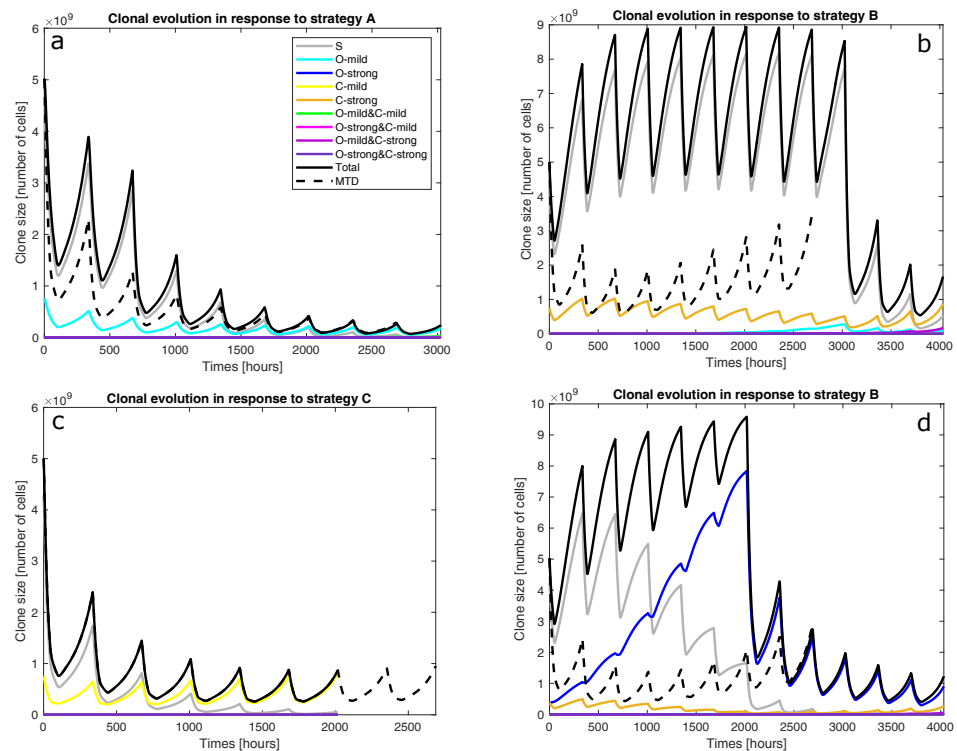 Clonal evolution in response to strategy A
×10^9
a
Clone size [number of cells]
6
5
4
3
2
1
0
S
O-mild
O-strong
C-mild
C-strong
O-mild&C-mild
O-strong&C-mild
O-mild&C-strong
O-strong&C-strong
Total
MTD
0 500 1000 1500 2000 2500 3000
Times [hours]
Clonal evolution in response to strategy B
×10^9
b
Clone size [number of cells]
9
8
7
6
5
4
3
2
1
0
0 500 1000 1500 2000 2500 3000 3500 4000
Times [hours]
Clonal evolution in response to strategy C
×10^9
c
Clone size [number of cells]
6
5
4
3
2
1
0
0 500 1000 1500 2000 2500
Times [hours]
Clonal evolution in response to strategy B
×10^9
d
Clone size [number of cells]
10
9
8
7
6
5
4
3
2
1
0
0 500 1000 1500 2000 2500 3000 3500 4000
Times [hours]